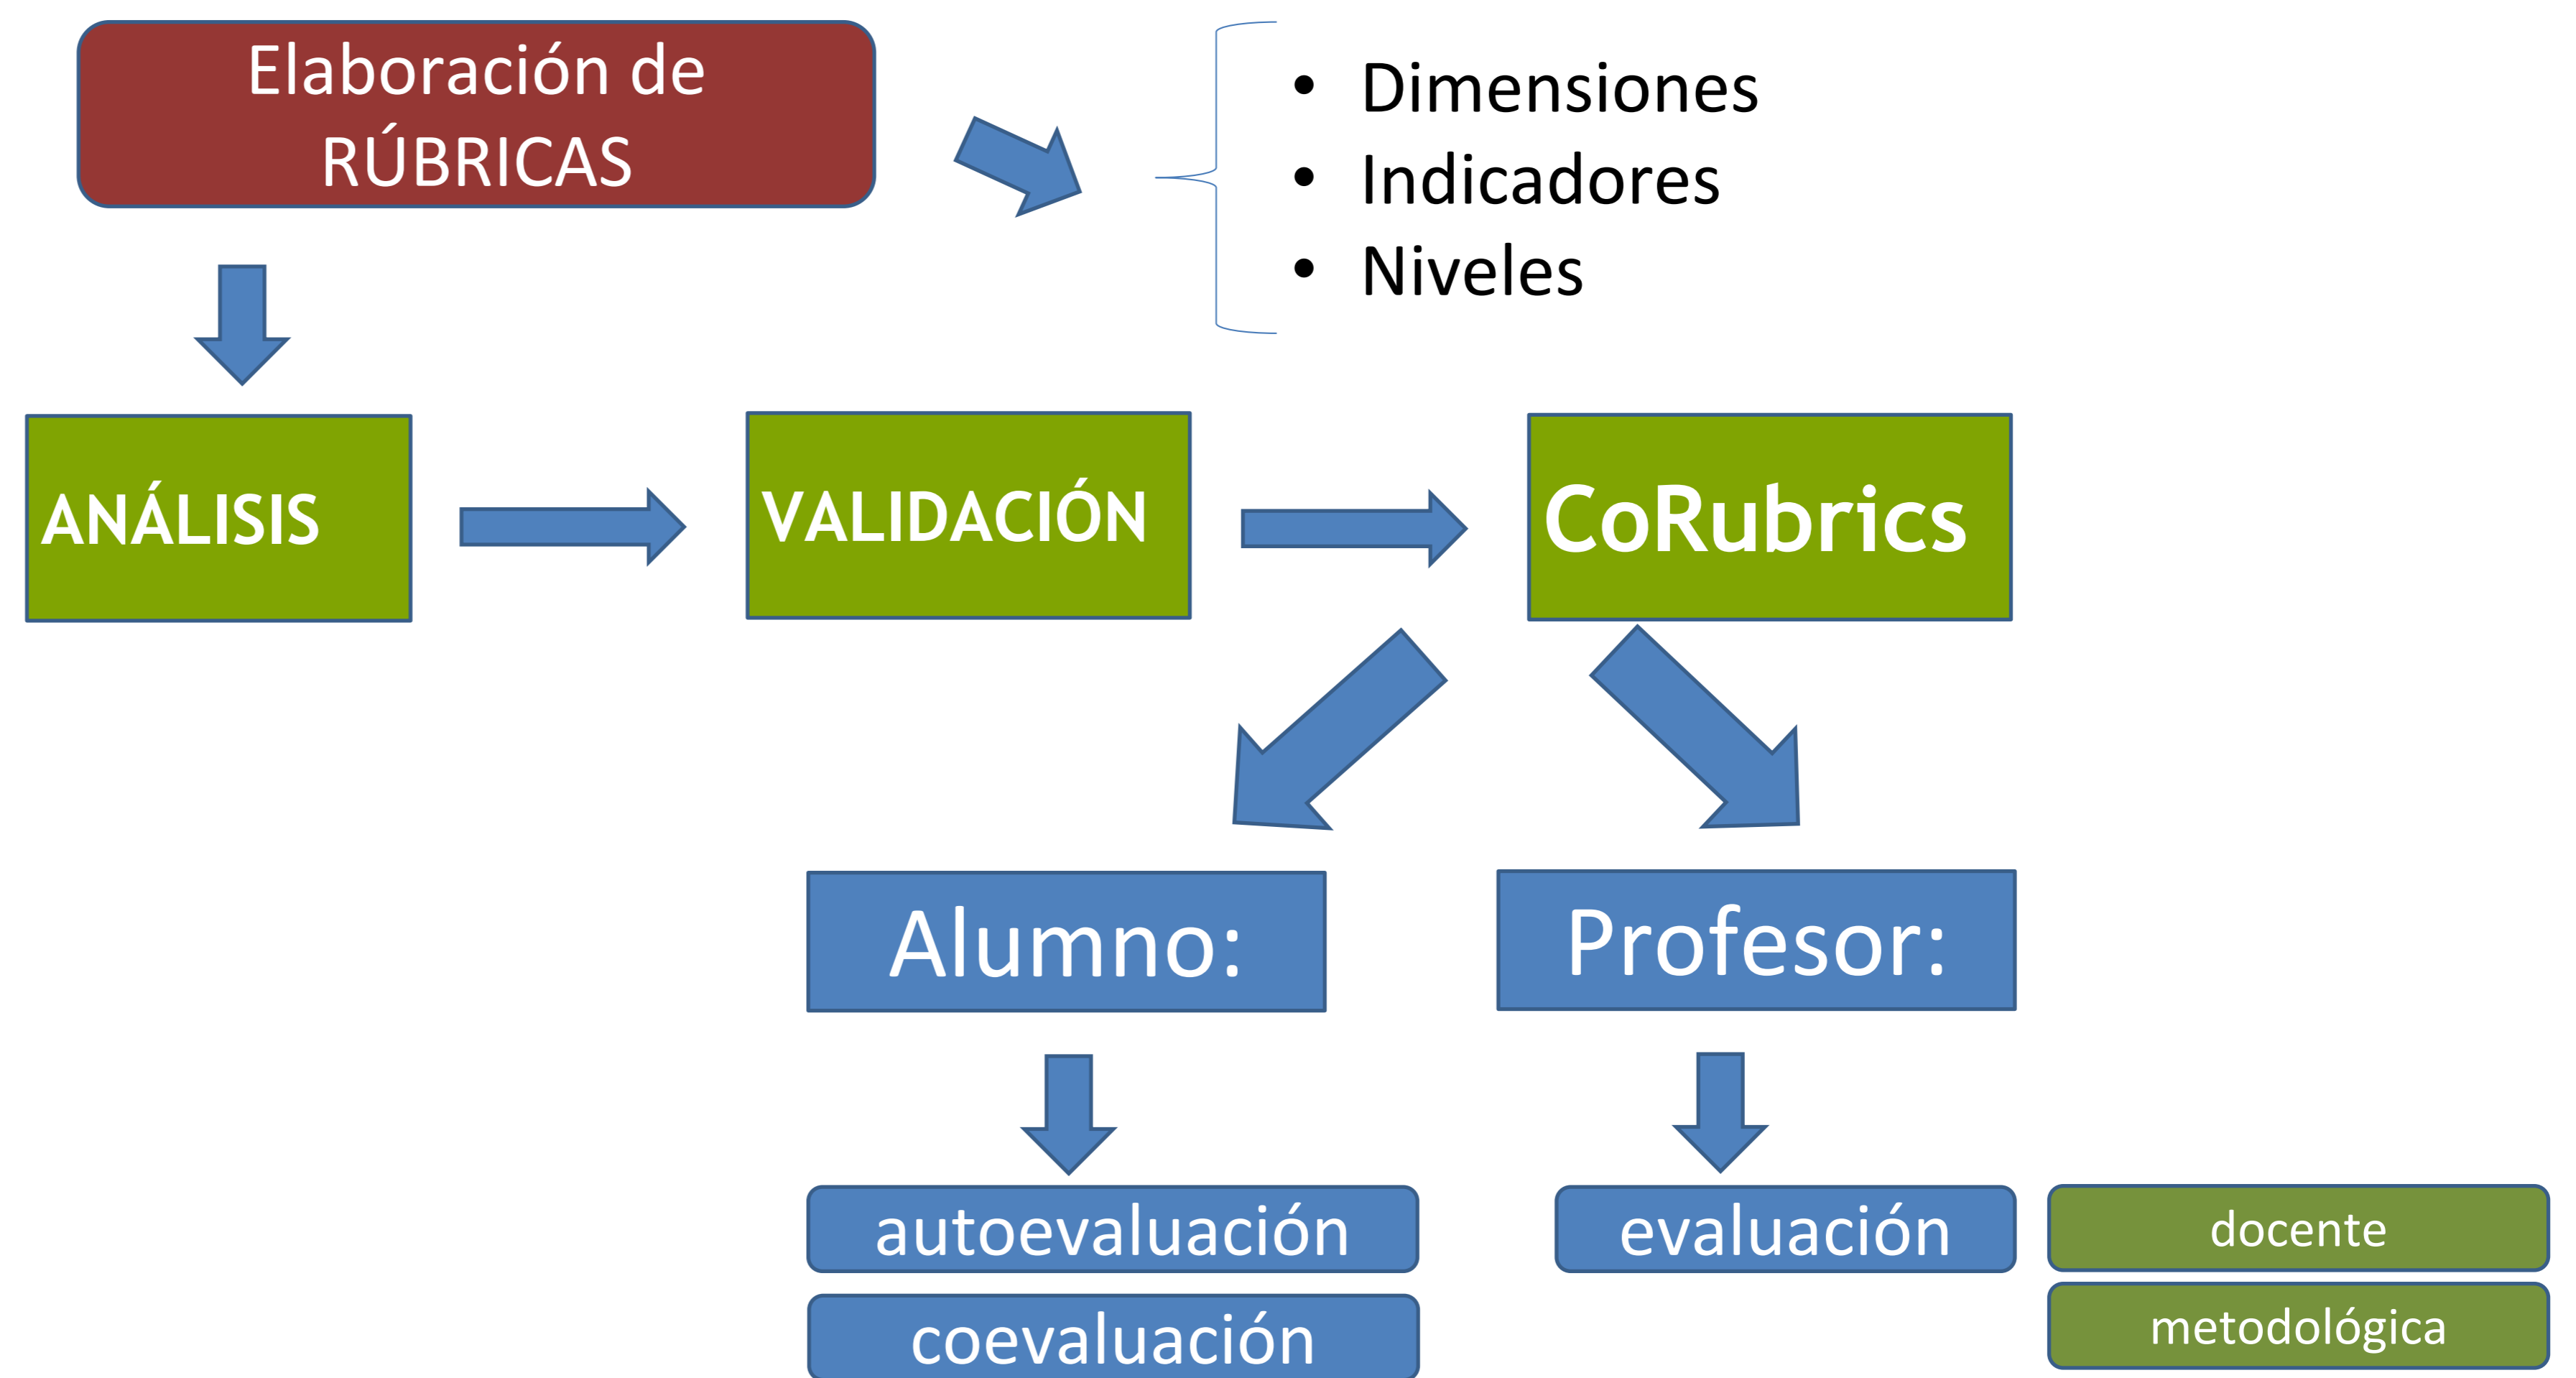 Elaboración de
RÚBRICAS
• Dimensiones
• Indicadores
• Niveles
ANÁLISIS
VALIDACIÓN
CoRubrics
Alumno:
Profesor:
autoevaluación
coevaluación
evaluación
docente
metodológica